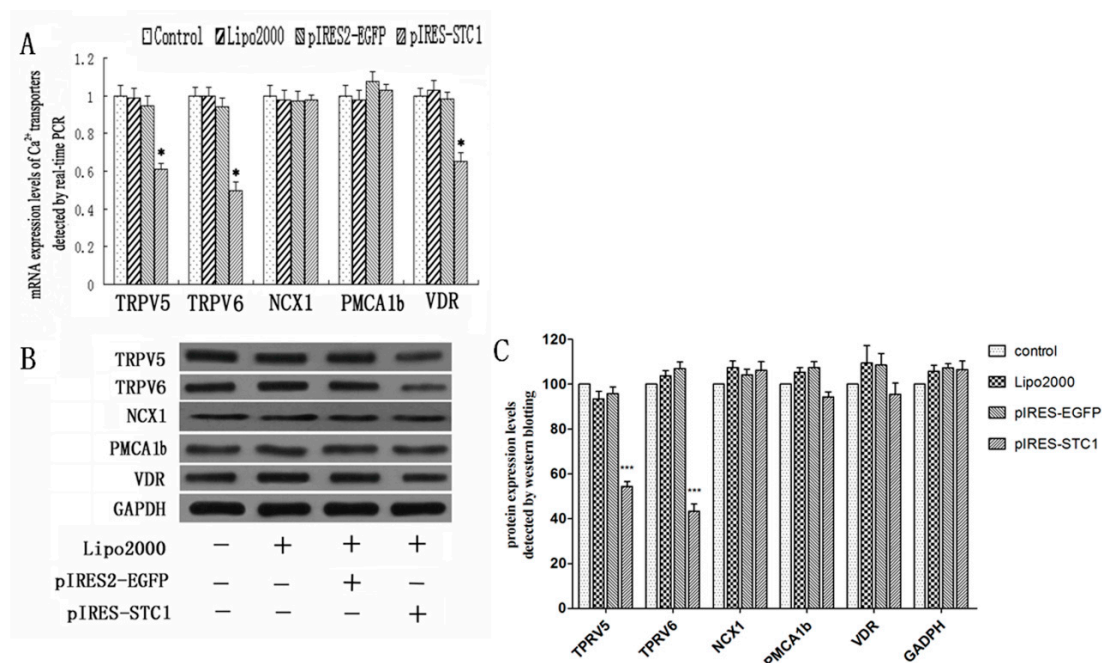 A
Control Lipo2000 pIRES2-EGFP pIRES-STC1
mRNA expression levels of Ca²⁺ transporters
detected by real-time PCR
1.2
1
0.8
0.6
0.4
0.2
0
* * *
TRPV5 TRPV6 NCX1 PMCA1b VDR
B
TRPV5
TRPV6
NCX1
PMCA1b
VDR
GAPDH
Lipo2000 − + + +
pIRES2-EGFP − − + −
pIRES-STC1 − − − +
C
control
Lipo2000
pIRES-EGFP
pIRES-STC1
protein expression levels
detected by western blotting
120
100
80
60
40
20
0
*** ***
TPRV5 TPRV6 NCX1 PMCA1b VDR GADPH